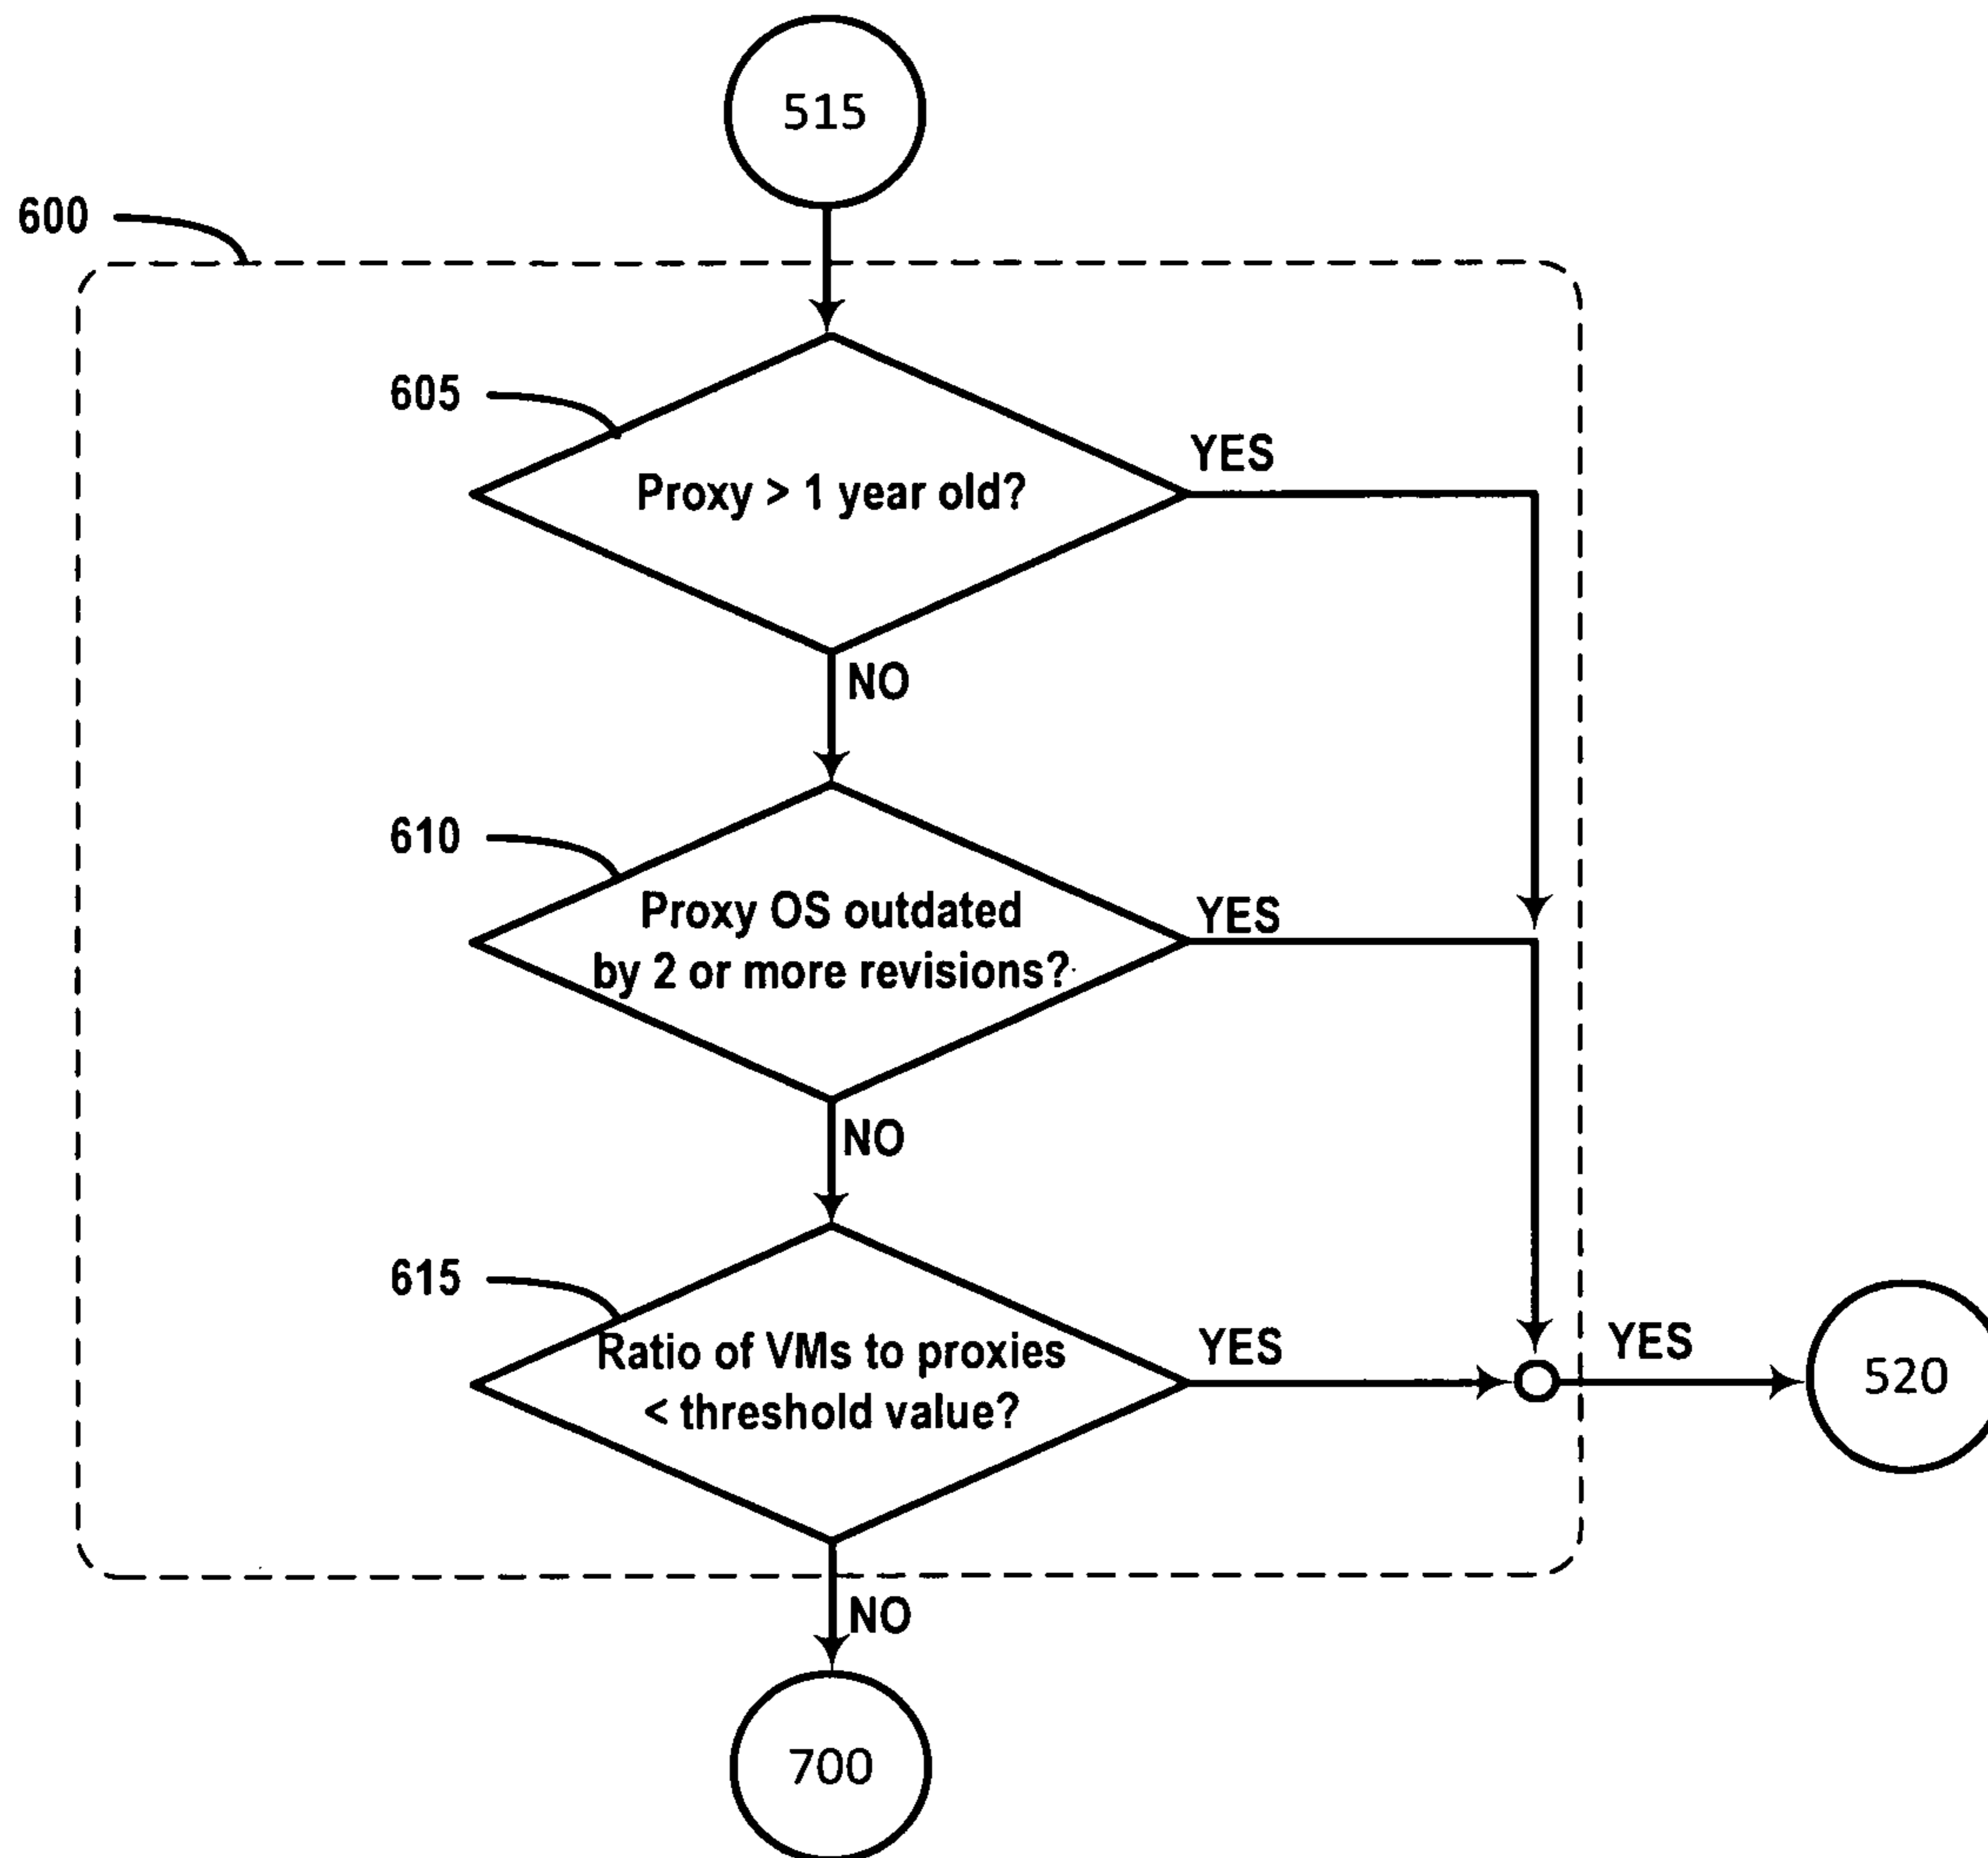 515
600
605
Proxy > 1 year old?
YES
NO
610
Proxy OS outdated
by 2 or more revisions?
YES
NO
615
Ratio of VMs to proxies
< threshold value?
YES
YES
520
NO
700